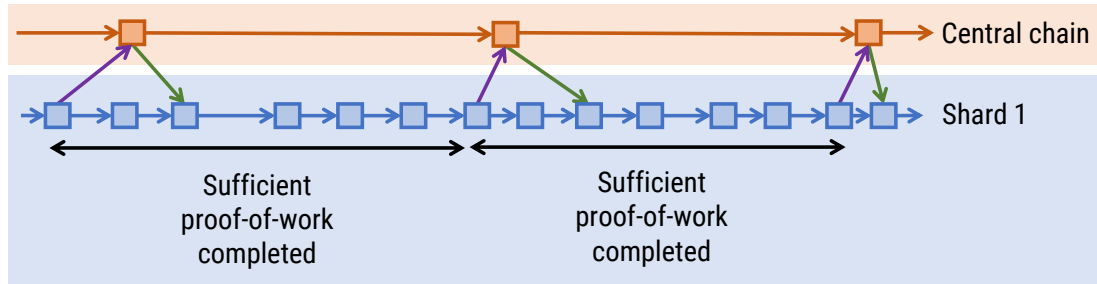 Central chain
Shard 1
Sufficient
proof-of-work
completed
Sufficient
proof-of-work
completed